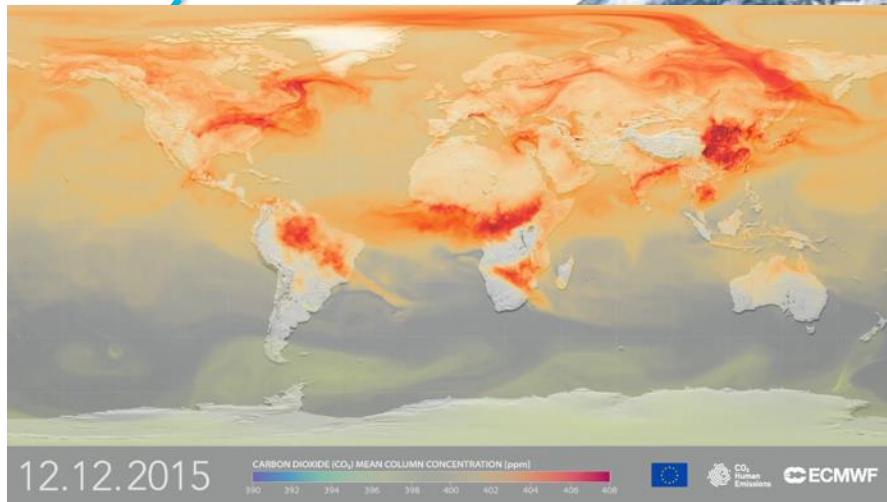 12.12.2015
CARBON DIOXIDE (CO₂) MEAN COLUMN CONCENTRATION [ppm]
390 392 394 396 398 400 402 404 406 408
CO₂
Human
Emissions
ECMWF